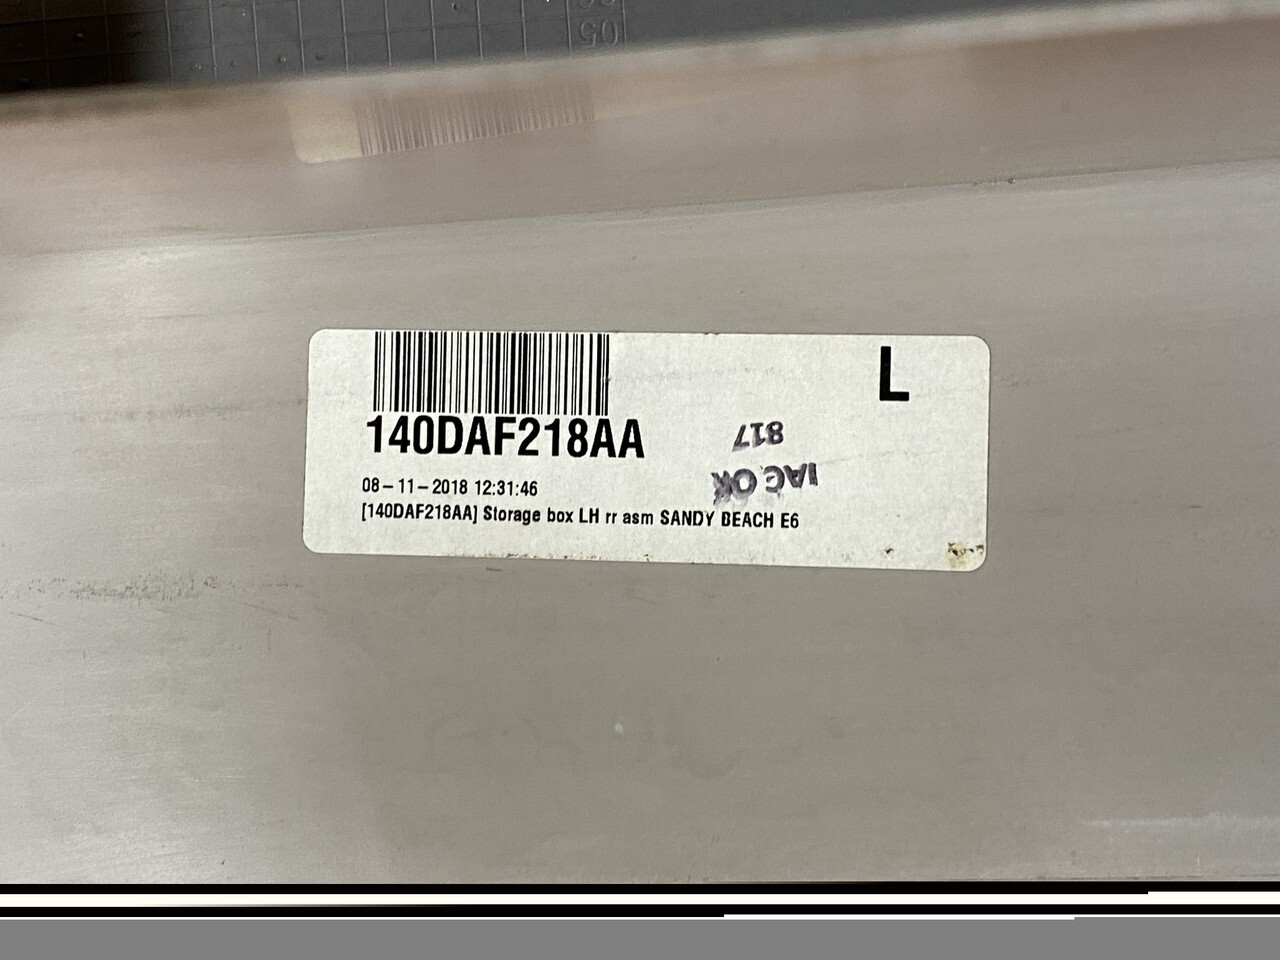 05
L
140DAF218AA
817
IAC OK
08-11-2018 12:31:46
[140DAF218AA] Storage box LH rr asm SANDY BEACH E6